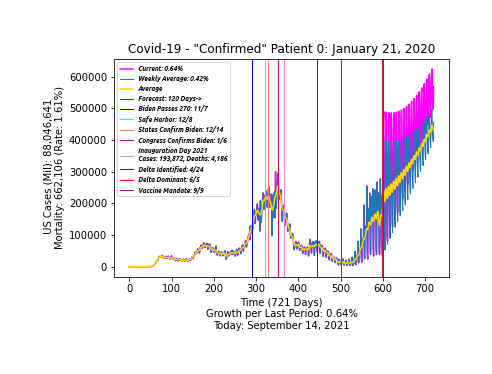 Covid-19 - "Confirmed" Patient 0: January 21, 2020
Current: 0.64%
Weekly Average: 0.42%
Average
Forecast: 120 Days->
Biden Passes 270: 11/7
Safe Harbor: 12/8
States Confirm Biden: 12/14
Congress Confirms Biden: 1/6
Inauguration Day 2021
Cases: 193,872, Deaths: 4,186
Delta Identified: 4/24
Delta Dominant: 6/5
Vaccine Mandate: 9/9
US Cases (Mil): 88,046,641
Mortality: 662,106 (Rate: 1.61%)
600000
500000
400000
300000
200000
100000
0
0 100 200 300 400 500 600 700
Time (721 Days)
Growth per Last Period: 0.64%
Today: September 14, 2021